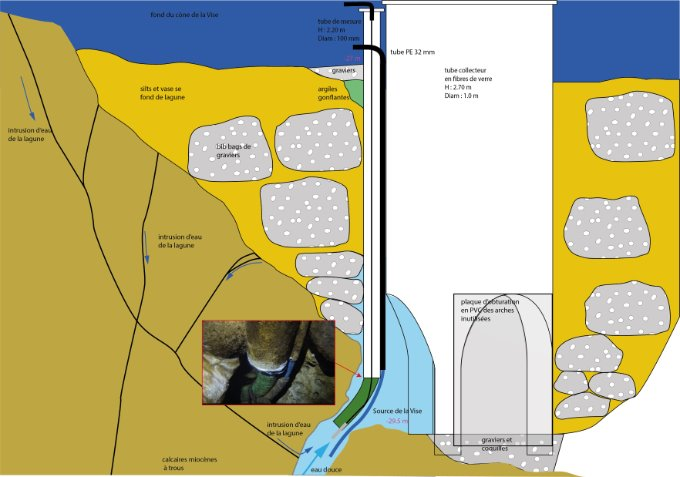 fond du cône de la Vise
tube de mesure
H : 2.20 m
Diam : 100 mm
tube PE 32 mm
-27 m
graviers
tube collecteur
en fibres de verre
H : 2.70 m
Diam : 1.0 m
silts et vase se
fond de lagune
argiles
gonflantes
intrusion d'eau
de la lagune
bib bags de
graviers
intrusion d'eau
de la lagune
plaque d'obturation
en PVC des arches
inutilisées
Source de la Vise
-29.5 m
intrusion d'eau
de la lagune
graviers et
coquilles
calcaires miocènes
à trous
eau douce